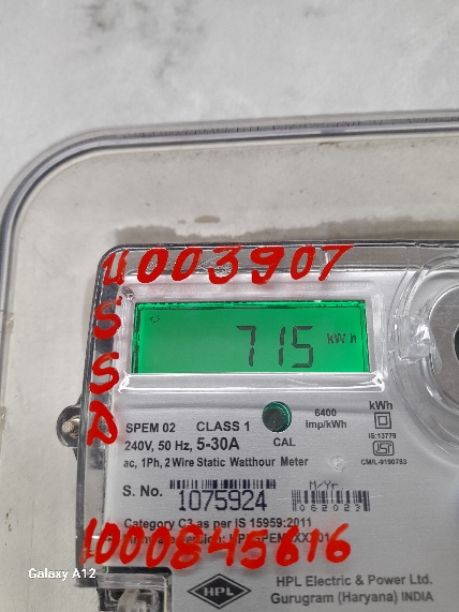 U003907
S
S
R
715 kWh
SPEM 02 CLASS 1
6400 imp/kWh
kWh
240V, 50 Hz, 5-30A
CAL
IS:13779
ac, 1Ph, 2 Wire Static Watthour Meter
CM/L-9190783
S. No. 1075924
M/Yr
062023
Category C3 as per IS 15959:2011
1000845616
HPL
HPL Electric & Power Ltd.
Gurugram (Haryana) INDIA
Galaxy A12